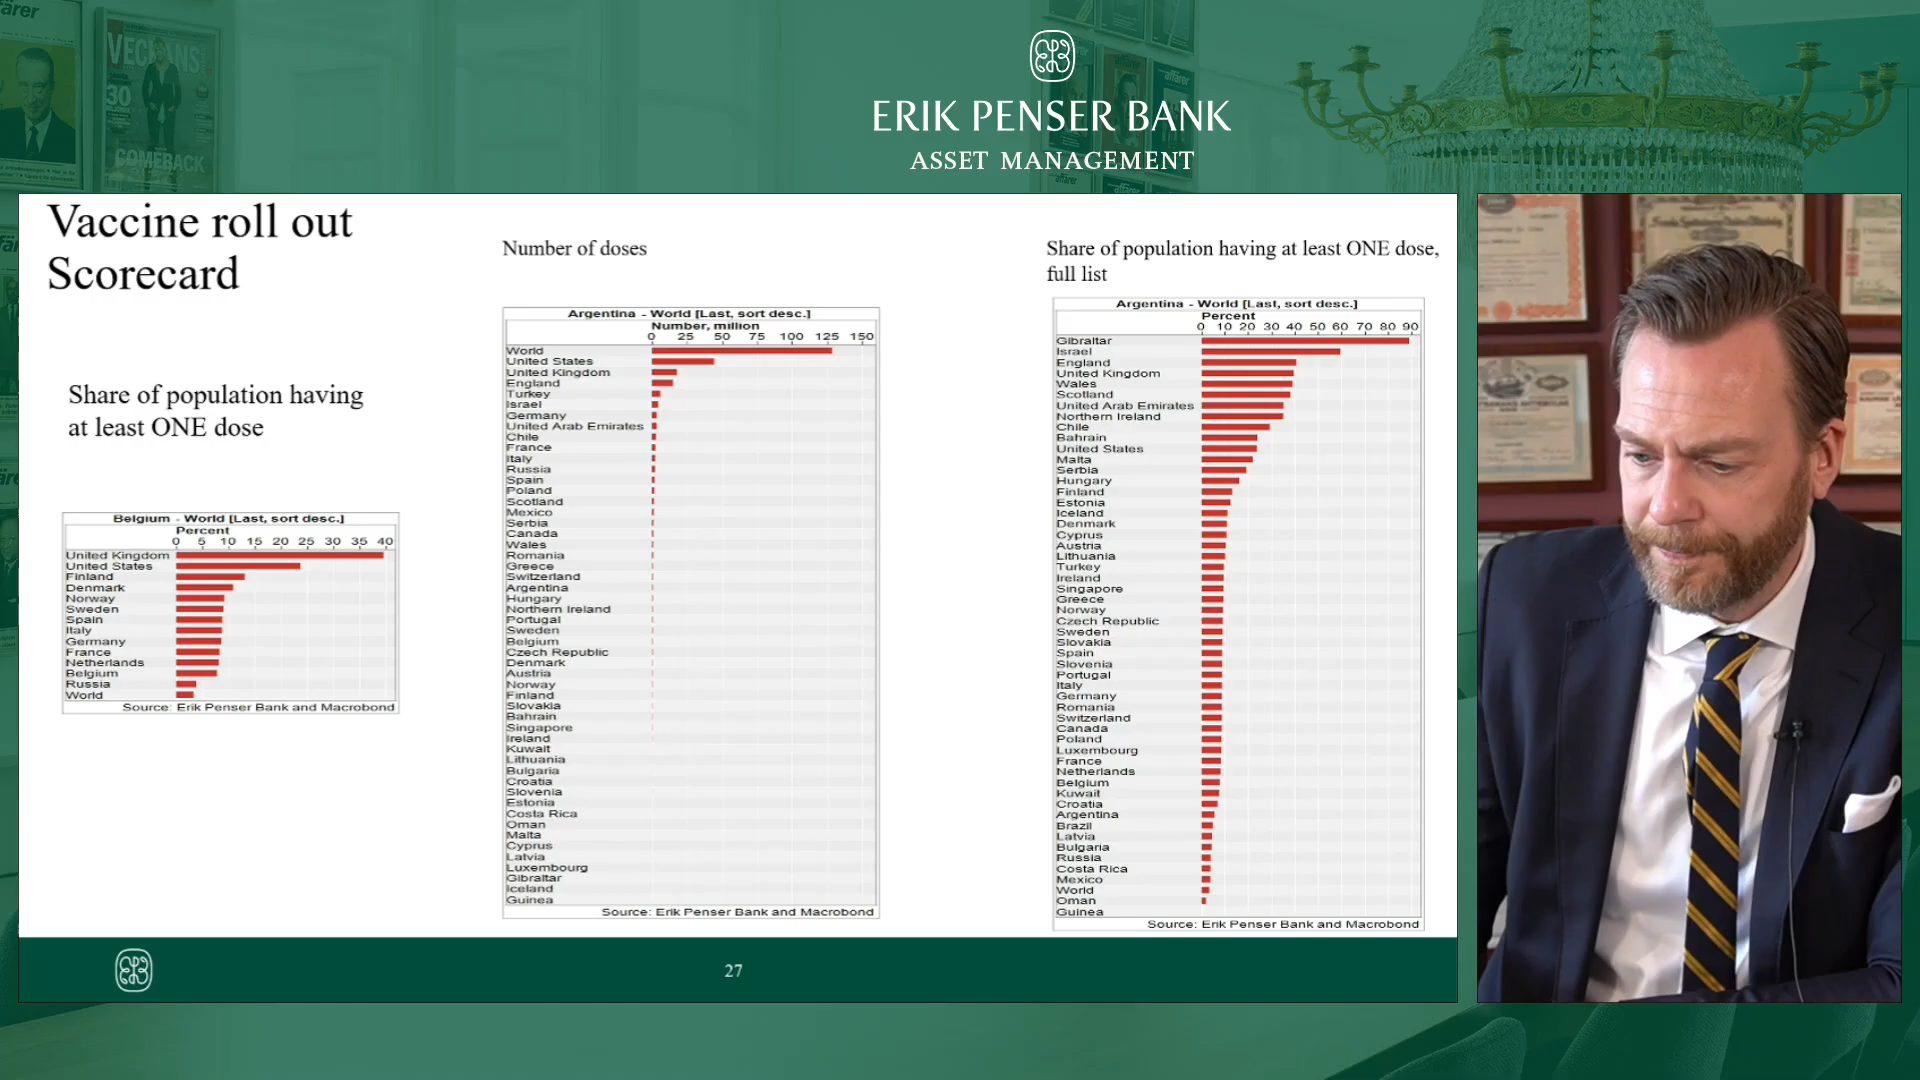 färer
VECKANS
30
COMEBACK
affärer
ERIK PENSER BANK
ASSET MANAGEMENT
Vaccine roll out
Scorecard
Share of population having
at least ONE dose
Belgium - World [Last, sort desc.]
Percent
0 5 10 15 20 25 30 35 40
United Kingdom
United States
Finland
Denmark
Norway
Sweden
Spain
Italy
Germany
France
Netherlands
Belgium
Russia
World
Source: Erik Penser Bank and Macrobond
Number of doses
Argentina - World [Last, sort desc.]
Number, million
0 25 50 75 100 125 150
World
United States
United Kingdom
England
Turkey
Israel
Germany
United Arab Emirates
Chile
France
Italy
Russia
Spain
Poland
Scotland
Mexico
Serbia
Canada
Wales
Romania
Greece
Switzerland
Argentina
Hungary
Northern Ireland
Portugal
Sweden
Belgium
Czech Republic
Denmark
Austria
Norway
Finland
Slovakia
Bahrain
Singapore
Ireland
Kuwait
Lithuania
Bulgaria
Croatia
Slovenia
Estonia
Costa Rica
Oman
Malta
Cyprus
Latvia
Luxembourg
Gibraltar
Iceland
Guinea
Source: Erik Penser Bank and Macrobond
Share of population having at least ONE dose,
full list
Argentina - World [Last, sort desc.]
Percent
0 10 20 30 40 50 60 70 80 90
Gibraltar
Israel
England
United Kingdom
Wales
Scotland
United Arab Emirates
Northern Ireland
Chile
Bahrain
United States
Malta
Serbia
Hungary
Finland
Estonia
Iceland
Denmark
Cyprus
Austria
Lithuania
Turkey
Ireland
Singapore
Greece
Norway
Czech Republic
Sweden
Slovakia
Spain
Slovenia
Portugal
Italy
Germany
Romania
Switzerland
Canada
Poland
Luxembourg
France
Netherlands
Belgium
Kuwait
Croatia
Argentina
Brazil
Latvia
Bulgaria
Russia
Costa Rica
Mexico
World
Oman
Guinea
Source: Erik Penser Bank and Macrobond
27